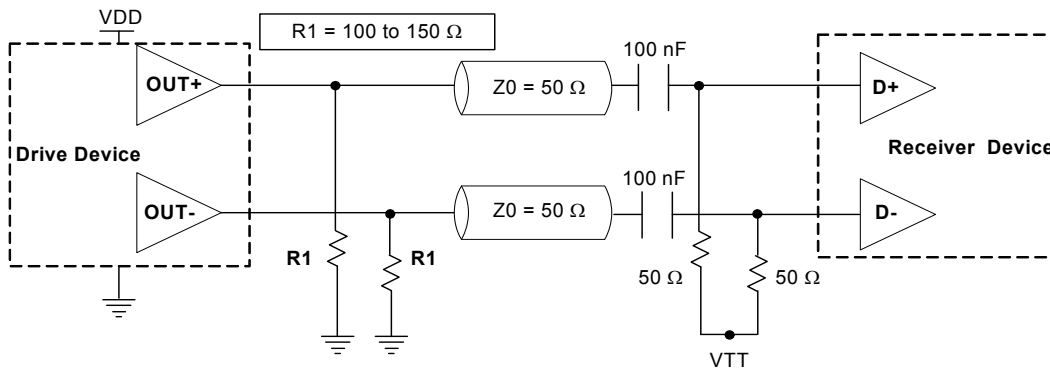 VDD
R1 = 100 to 150 Ω
100 nF
OUT+
Z0 = 50 Ω
D+
Drive Device
Receiver Device
100 nF
OUT-
Z0 = 50 Ω
D-
R1
R1
50 Ω
50 Ω
VTT